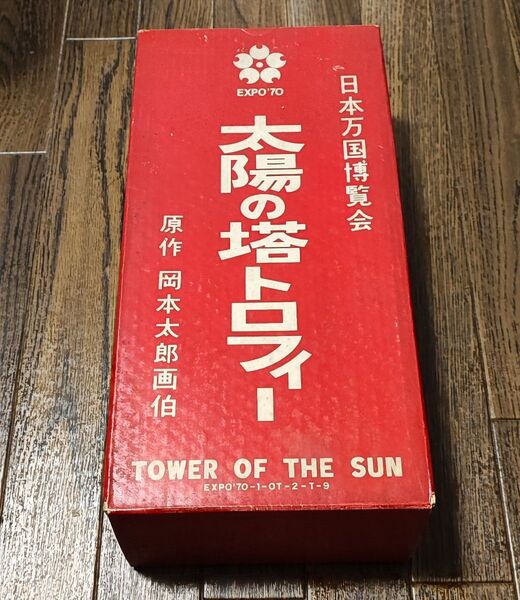 EXPO'70
日本万国博覧会
太陽の塔トロフィー
原作 岡本太郎画伯
TOWER OF THE SUN
EXPO'70-1-OT-2-T-9